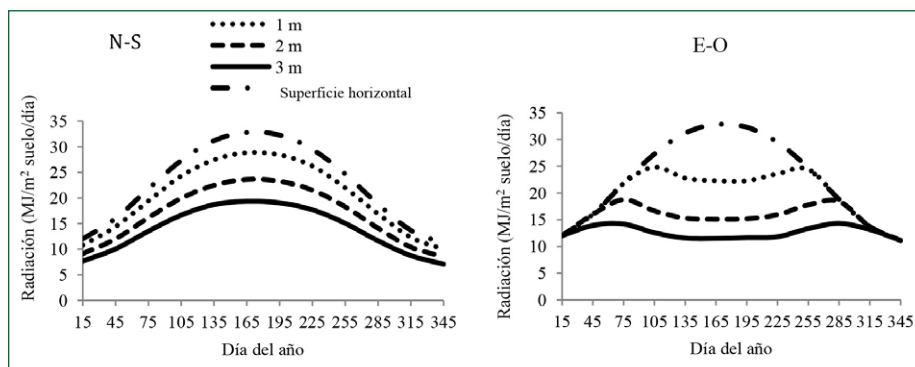 N-S
1 m
2 m
3 m
Superficie horizontal
E-O
Radiación (MJ/m² suelo/día)
35
30
25
20
15
10
5
0
15 45 75 105 135 165 195 225 255 285 315 345
Día del año
Radiación (MJ/m² suelo/día)
35
30
25
20
15
10
5
0
15 45 75 105 135 165 195 225 255 285 315 345
Día del año